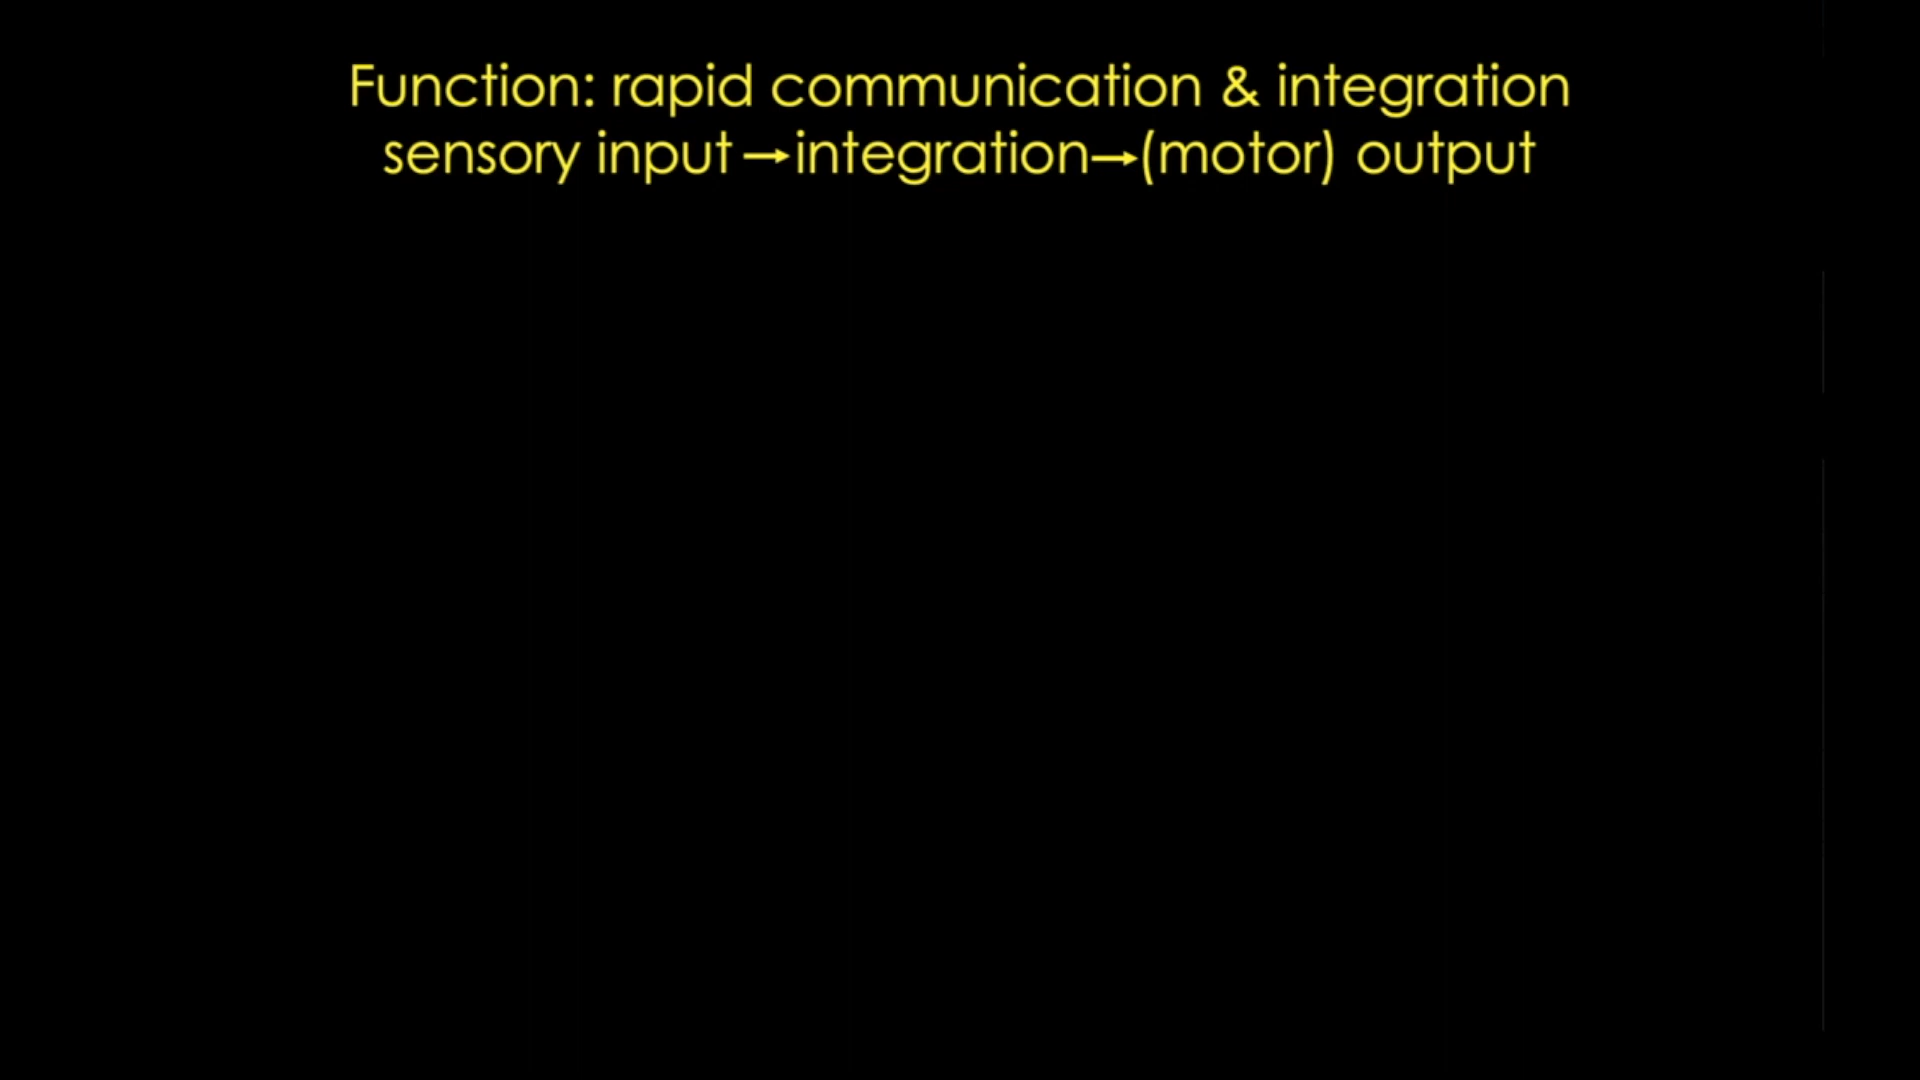 Function: rapid communication & integration
sensory input →integration→(motor) output